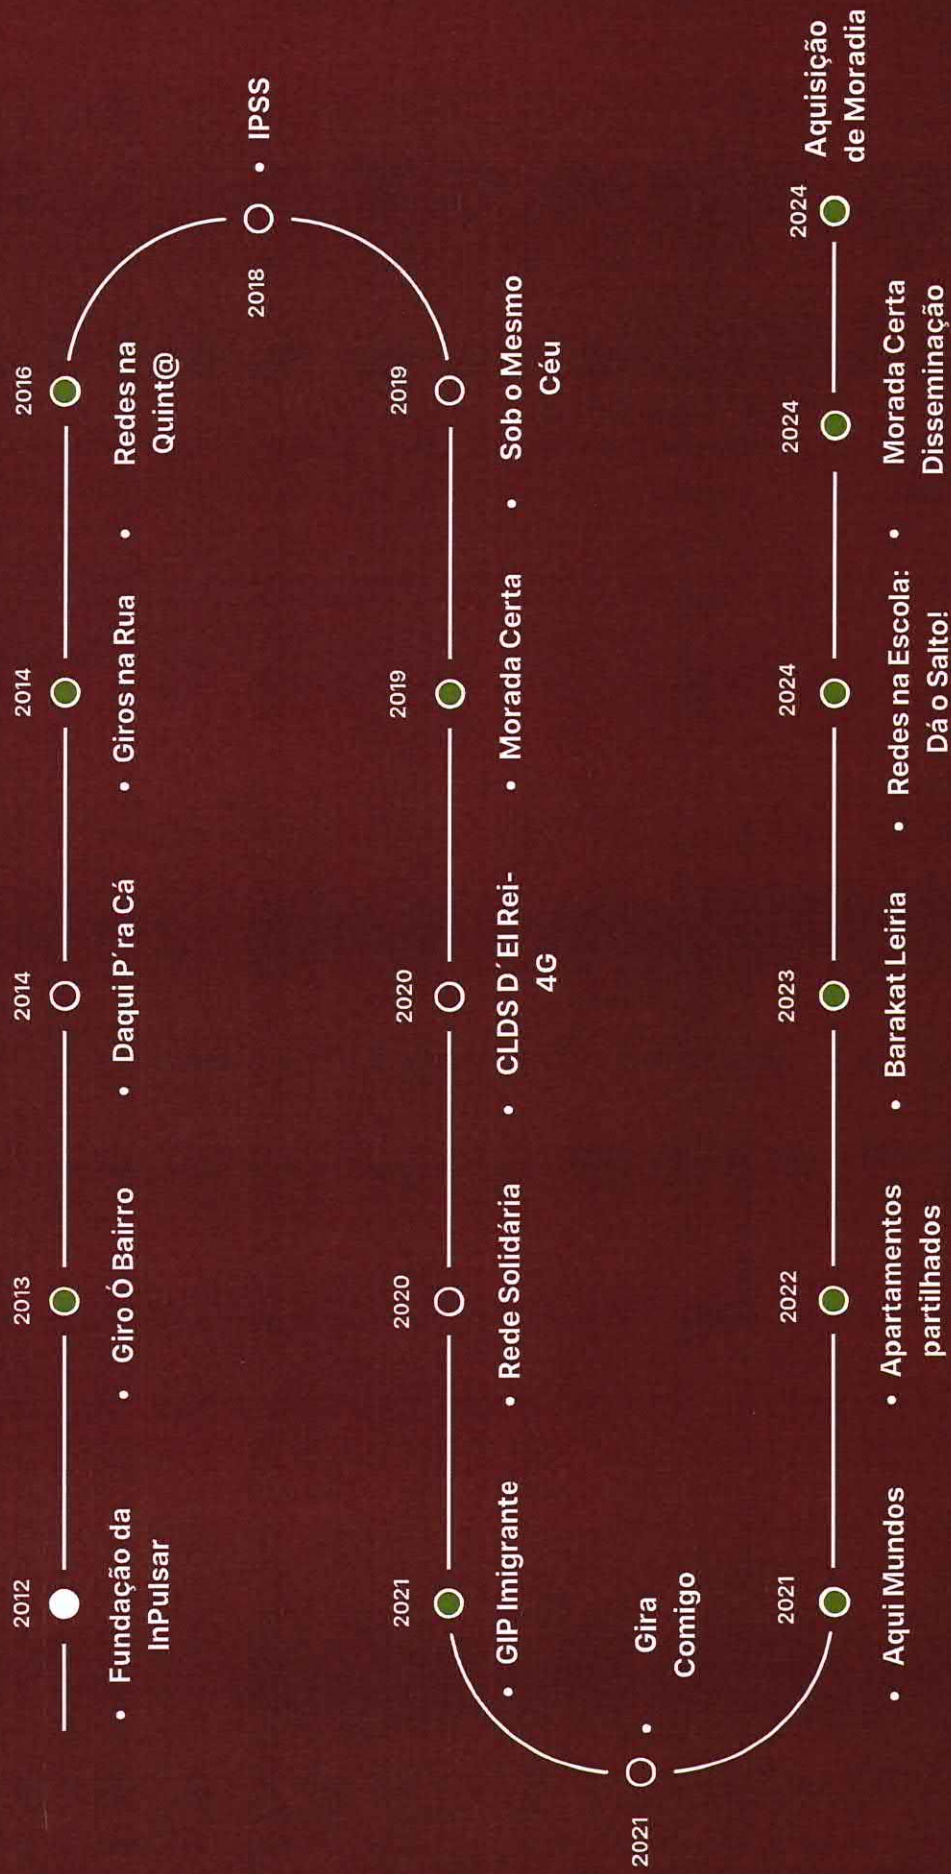 2012
• Fundação da
InPulsar
2013
• Giro Ó Bairro
2014
• Daqui P´ra Cá
2014
• Giros na Rua
2016
• Redes na
Quint@
2018
• IPSS
2019
• Sob o Mesmo
Céu
2019
• Morada Certa
2020
• CLDS D´El Rei-
4G
2020
• Rede Solidária
2021
• GIP Imigrante
2021
• Gira
Comigo
2021
• Aqui Mundos
2022
• Apartamentos
partilhados
2023
• Barakat Leiria
2024
• Redes na Escola:
Dá o Salto!
2024
• Morada Certa
Disseminação
2024
Aquisição
de Moradia